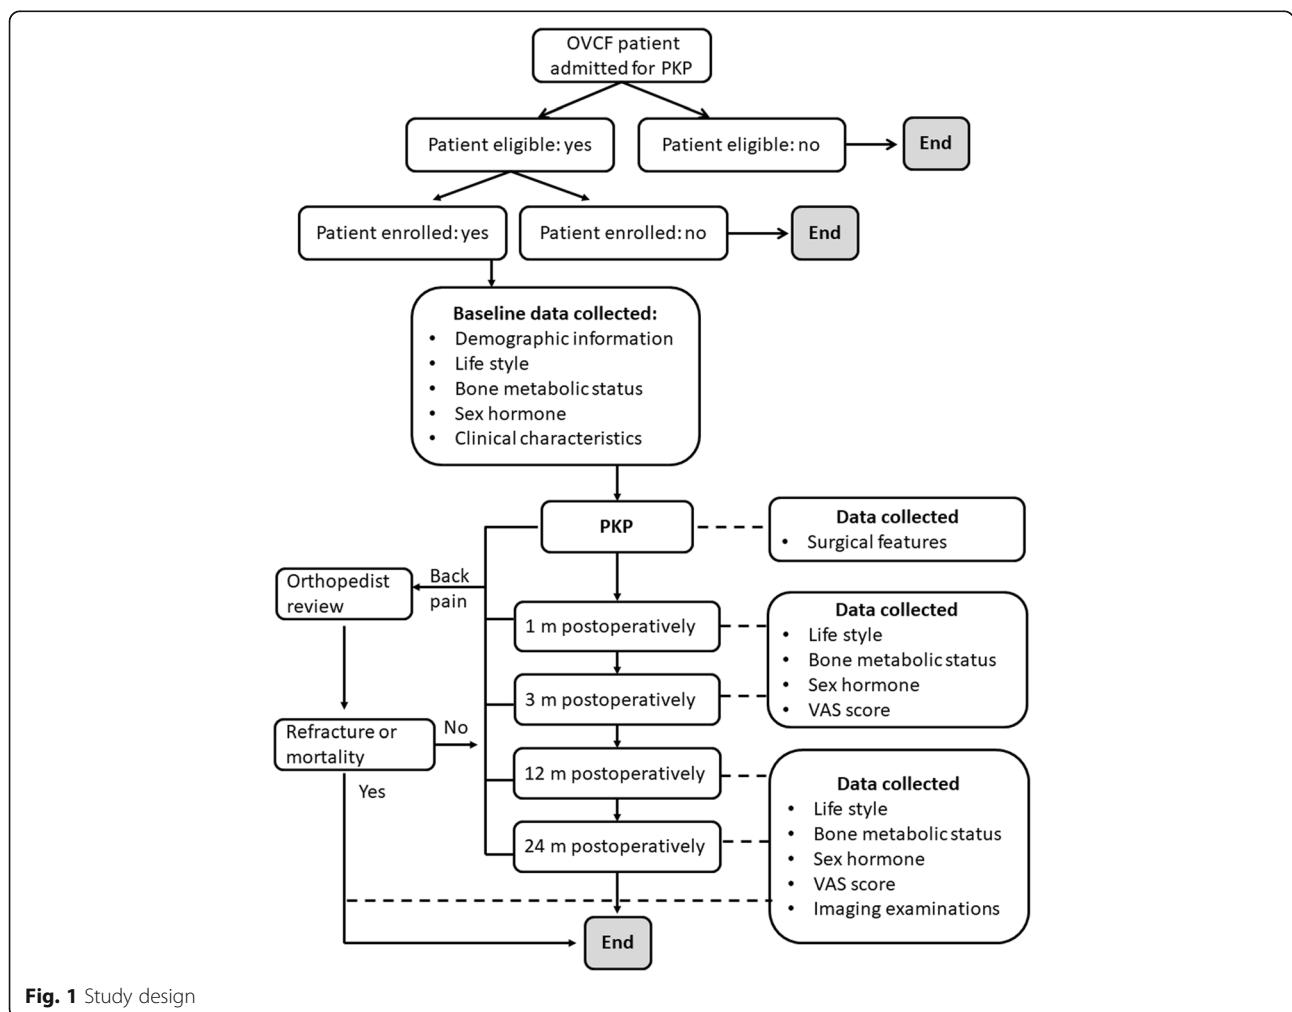 OVCF patient
admitted for PKP
Patient eligible: yes
Patient eligible: no
End
Patient enrolled: yes
Patient enrolled: no
End
Baseline data collected:
• Demographic information
• Life style
• Bone metabolic status
• Sex hormone
• Clinical characteristics
PKP
Data collected
• Surgical features
Orthopedist
review
Back
pain
1 m postoperatively
3 m postoperatively
Data collected
• Life style
• Bone metabolic status
• Sex hormone
• VAS score
Refracture or
mortality
No
Yes
12 m postoperatively
24 m postoperatively
Data collected
• Life style
• Bone metabolic status
• Sex hormone
• VAS score
• Imaging examinations
End
Fig. 1 Study design